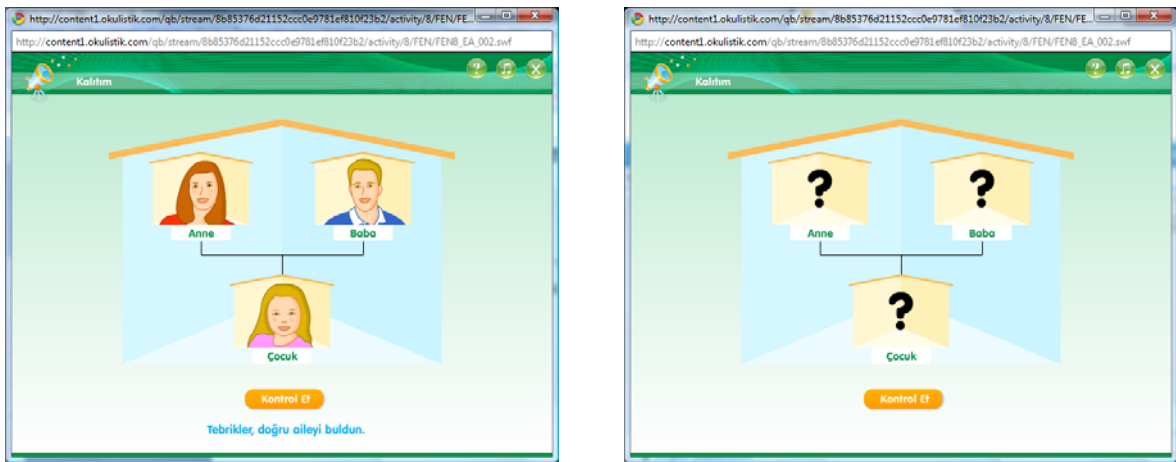 http://content1.okulistik.com/qb/stream/8b85376d21152ccc0e9781ef810f23b2/activity/8/FEN/FE...
http://content1.okulistik.com/qb/stream/8b85376d21152ccc0e9781ef810f23b2/activity/8/FEN/FEN8_EA_002.swf
?
Kalıtım
Anne
Baba
Çocuk
Kontrol Et
Tebrikler, doğru aileyi buldun.
http://content1.okulistik.com/qb/stream/8b85376d21152ccc0e9781ef810f23b2/activity/8/FEN/FE...
http://content1.okulistik.com/qb/stream/8b85376d21152ccc0e9781ef810f23b2/activity/8/FEN/FEN8_EA_002.swf
?
Kalıtım
? ?
Anne
Baba
?
Çocuk
Kontrol Et